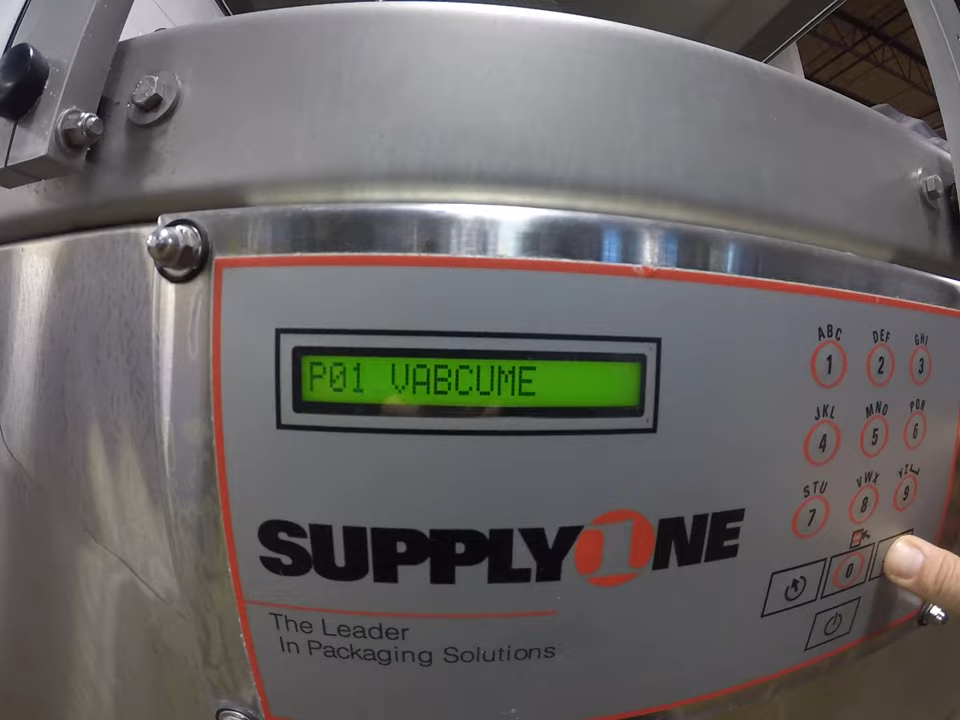 P01 VABCUME
ABC DEF GHI
1 2 3
JKL MNO PQR
4 5 6
STU VWX YZ
7 8 9
0
SUPPLYONE
The Leader
In Packaging Solutions